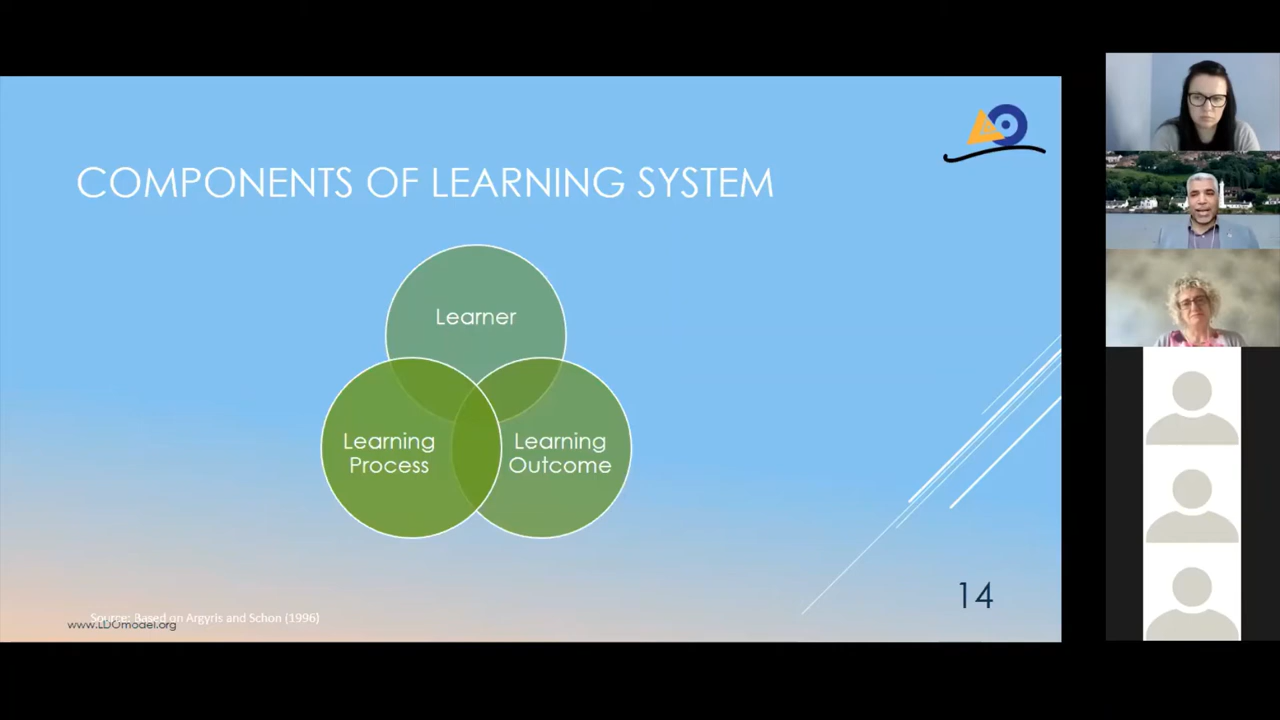 COMPONENTS OF LEARNING SYSTEM
Learner
Learning
Process
Learning
Outcome
14
Source: Based on Argyris and Schon (1996)
www.LDOmodel.org